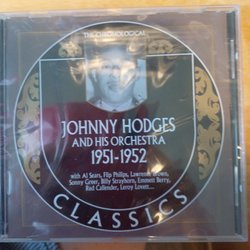 THE CHRONOLOGICAL
JOHNNY HODGES
AND HIS ORCHESTRA
1951-1952
with Al Sears, Flip Philips, Lawrence Brown,
Sonny Greer, Billy Strayhorn, Emmett Berry,
Red Callender, Leroy Lovett...
CLASSICS